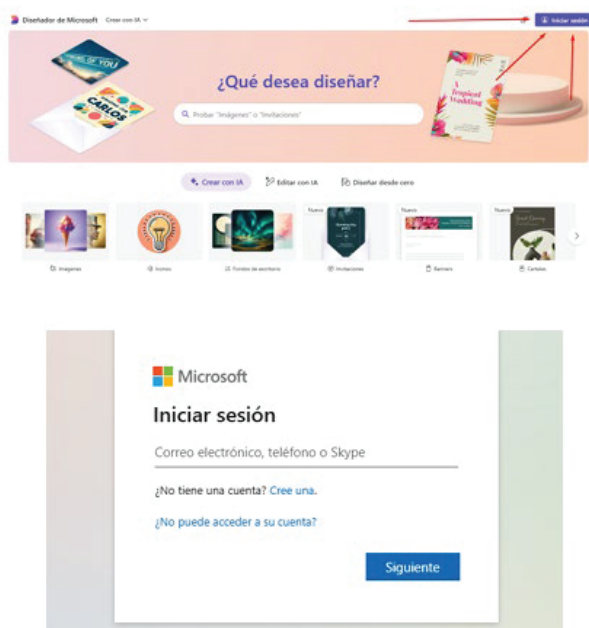 Diseñador de Microsoft Crear con IA
Iniciar sesión
¿Qué desea diseñar?
Probar "Imágenes" o "Invitaciones"
OF YOU
CARLOS
A
Tropical
Wedding
Crear con IA Editar con IA Diseñar desde cero
Nuevo Nuevo Nuevo
Imágenes Iconos Fondos de escritorio Invitaciones Banners Carteles
Microsoft
Iniciar sesión
Correo electrónico, teléfono o Skype
¿No tiene una cuenta? Cree una.
¿No puede acceder a su cuenta?
Siguiente